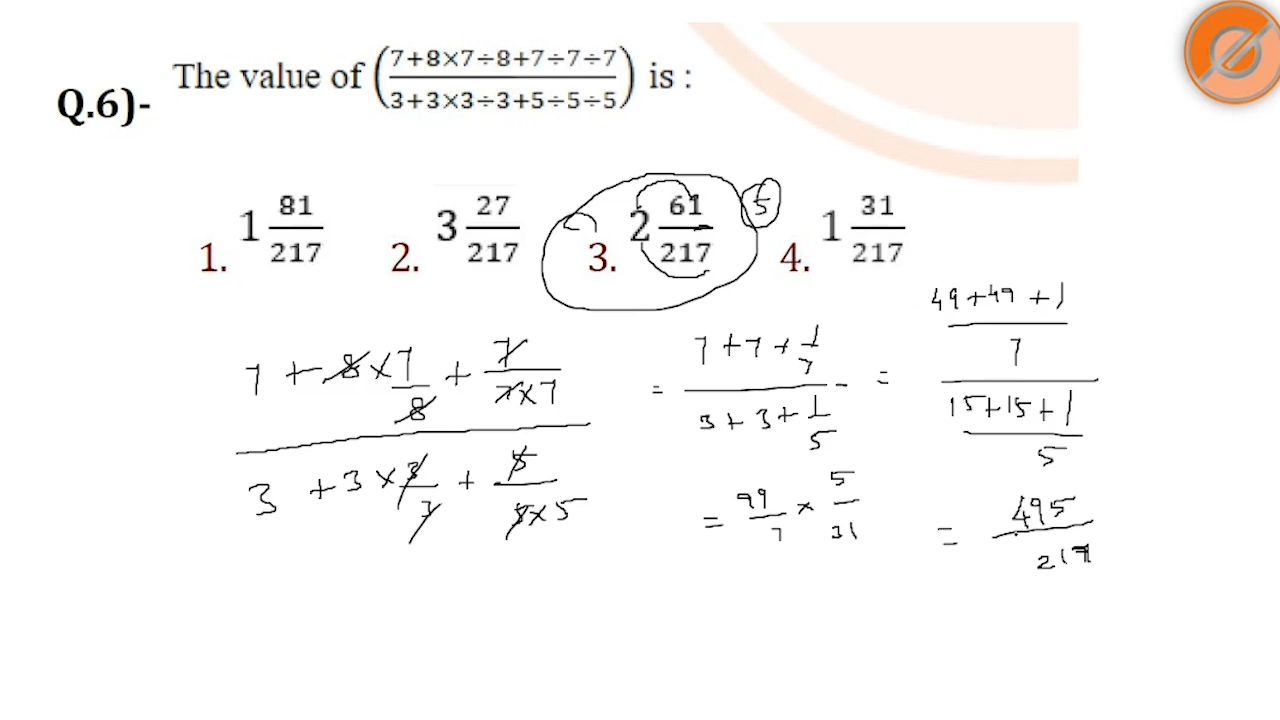 Q.6)- The value of (7+8×7÷8+7÷7÷7 / 3+3×3÷3+5÷5÷5) is :
1. 1 81/217 2. 3 27/217 3. 2 61/217 5 4. 1 31/217
7 + 8×7/8 + 7/7×7
3 + 3×3/3 + 5/5×5
= 7+7+1/7
3+3+1/5
= 49+49+1
7
15+15+1
5
= 99/7 × 5/31
= 495/217